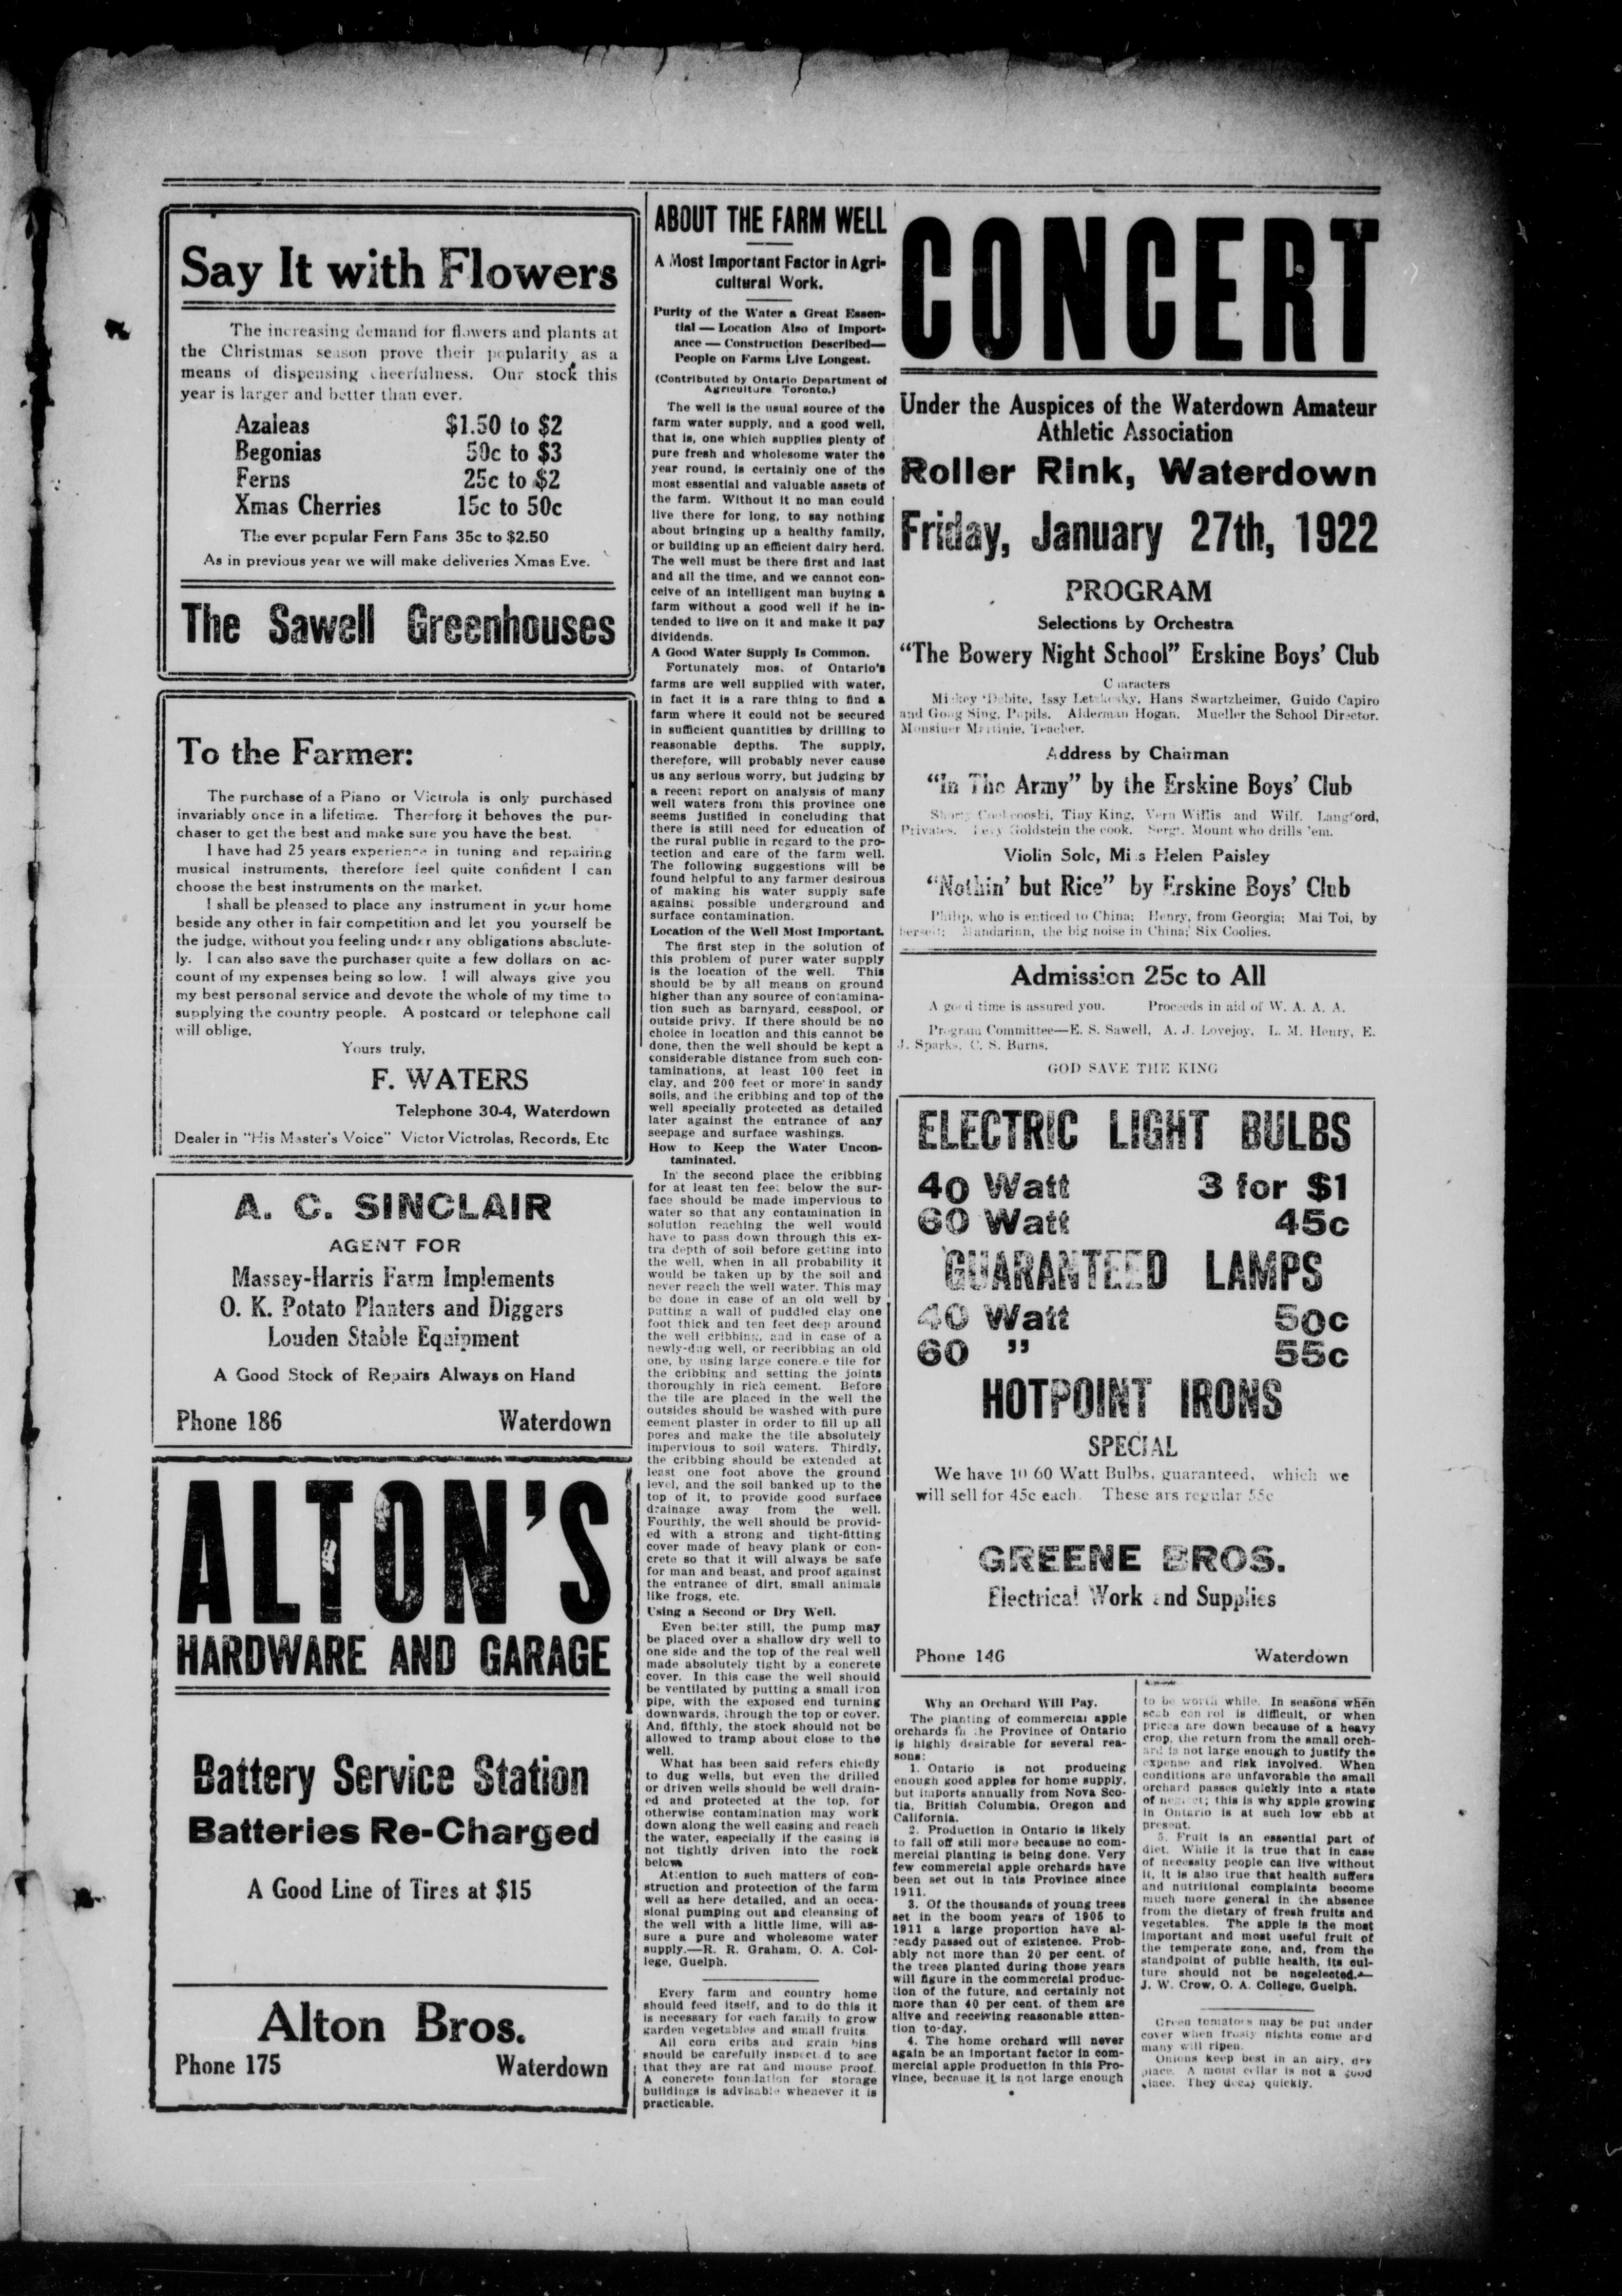 Say It with Flowers
The increasing demand for flowers and plants at
the Christmas season prove their popularity as a
means of dispensing cheerfulness. Our stock this
year is larger and better than ever.
Azaleas $1.50 to $2
Begonias 50c to $3
Ferns 25c to $2
Xmas Cherries 15c to 50c
The ever popular Fern Fans 35c to $2.50
As in previous year we will make deliveries Xmas Eve.
The Sawell Greenhouses
To the Farmer:
The purchase of a Piano or Victrola is only purchased
invariably once in a lifetime. Therefore it behoves the pur-
chaser to get the best and make sure you have the best.
I have had 25 years experience in tuning and repairing
musical instruments, therefore feel quite confident I can
choose the best instruments on the market.
I shall be pleased to place any instrument in your home
beside any other in fair competition and let you yourself be
the judge, without you feeling under any obligations absolute-
ly. I can also save the purchaser quite a few dollars on ac-
count of my expenses being so low. I will always give you
my best personal service and devote the whole of my time to
supplying the country people. A postcard or telephone call
will oblige.
Yours truly,
F. WATERS
Telephone 30-4, Waterdown
Dealer in "His Master's Voice" Victor Victrolas, Records, Etc
A. C. SINCLAIR
AGENT FOR
Massey-Harris Farm Implements
O. K. Potato Planters and Diggers
Louden Stable Equipment
A Good Stock of Repairs Always on Hand
Phone 186 Waterdown
ALTON'S
HARDWARE AND GARAGE
Battery Service Station
Batteries Re-Charged
A Good Line of Tires at $15
Alton Bros.
Phone 175 Waterdown
ABOUT THE FARM WELL
A Most Important Factor in Agri-
cultural Work.
Purity of the Water a Great Essen-
tial — Location Also of Import-
ance — Construction Described—
People on Farms Live Longest.
(Contributed by Ontario Department of
Agriculture, Toronto.)
The well is the usual source of the
farm water supply, and a good well,
that is, one which supplies plenty of
pure fresh and wholesome water the
year round, is certainly one of the
most essential and valuable assets of
the farm. Without it no man could
live there for long, to say nothing
about bringing up a healthy family,
or building up an efficient dairy herd.
The well must be there first and last
and all the time, and we cannot con-
ceive of an intelligent man buying a
farm without a good well if he in-
tended to live on it and make it pay
dividends.
A Good Water Supply Is Common.
Fortunately mos. of Ontario's
farms are well supplied with water,
in fact it is a rare thing to find a
farm where it could not be secured
in sufficient quantities by drilling to
reasonable depths. The supply,
therefore, will probably never cause
us any serious worry, but judging by
a recent report on analysis of many
well waters from this province one
seems justified in concluding that
there is still need for education of
the rural public in regard to the pro-
tection and care of the farm well.
The following suggestions will be
found helpful to any farmer desirous
of making his water supply safe
against possible underground and
surface contamination.
Location of the Well Most Important.
The first step in the solution of
this problem of purer water supply
is the location of the well. This
should be by all means on ground
higher than any source of contamina-
tion such as barnyard, cesspool, or
outside privy. If there should be no
choice in location and this cannot be
done, then the well should be kept a
considerable distance from such con-
taminations, at least 100 feet in
clay, and 200 feet or more in sandy
soils, and the cribbing and top of the
well specially protected as detailed
later against the entrance of any
seepage and surface washings.
How to Keep the Water Uncon-
taminated.
In the second place the cribbing
for at least ten feet below the sur-
face should be made impervious to
water so that any contamination in
solution reaching the well would
have to pass down through this ex-
tra depth of soil before getting into
the well, when in all probability it
would be taken up by the soil and
never reach the well water. This may
be done in case of an old well by
putting a wall of puddled clay one
foot thick and ten feet deep around
the well cribbing, and in case of a
newly-dug well, or recribbing an old
one, by using large concrete tile for
the cribbing and setting the joints
thoroughly in rich cement. Before
the tile are placed in the well the
outsides should be washed with pure
cement plaster in order to fill up all
pores and make the tile absolutely
impervious to soil waters. Thirdly,
the cribbing should be extended at
least one foot above the ground
level, and the soil banked up to the
top of it, to provide good surface
drainage away from the well.
Fourthly, the well should be provid-
ed with a strong and tight-fitting
cover made of heavy plank or con-
crete so that it will always be safe
for man and beast, and proof against
the entrance of dirt, small animals
like frogs, etc.
Using a Second or Dry Well.
Even better still, the pump may
be placed over a shallow dry well to
one side and the top of the real well
made absolutely tight by a concrete
cover. In this case the well should
be ventilated by putting a small iron
pipe, with the exposed end turning
downwards, through the top or cover.
And, fifthly, the stock should not be
allowed to tramp about close to the
well.
What has been said refers chiefly
to dug wells, but even the drilled
or driven wells should be well drain-
ed and protected at the top, for
otherwise contamination may work
down along the well casing and reach
the water, especially if the casing is
not tightly driven into the rock
below
Attention to such matters of con-
struction and protection of the farm
well as here detailed, and an occa-
sional pumping out and cleansing of
the well with a little lime, will as-
sure a pure and wholesome water
supply.—R. R. Graham, O. A. Col-
lege, Guelph.
Every farm and country home
should feed itself, and to do this it
is necessary for each family to grow
garden vegetables and small fruits.
All corn cribs and grain bins
should be carefully inspected to see
that they are rat and mouse proof.
A concrete foundation for storage
buildings is advisable whenever it is
practicable.
CONCERT
Under the Auspices of the Waterdown Amateur
Athletic Association
Roller Rink, Waterdown
Friday, January 27th, 1922
PROGRAM
Selections by Orchestra
"The Bowery Night School" Erskine Boys' Club
Characters
Mickey 'Debite, Issy Hans Swartzheimer, Guido Capiro
and Gong Sing, Pupils. Alderman Hogan. Mueller the School Director.
Monsiuer Teacher.
Address by Chairman
"In The Army" by the Erskine Boys' Club
Shorty Tiny King, Vern Willis and Wilf. Langford,
Privates. Goldstein the cook. Sergt. Mount who drills 'em.
Violin Solo, Miss Helen Paisley
"Nothin' but Rice" by Erskine Boys' Club
Philip, who is enticed to China; Henry, from Georgia; Mai Toi, by
herself; Mandarinn, the big noise in China; Six Coolies.
Admission 25c to All
A good time is assured you. Proceeds in aid of W. A. A. A.
Program Committee—E. S. Sawell, A. J. Lovejoy, L. M. Henry, E.
J. Sparks, C. S. Burns.
GOD SAVE THE KING
ELECTRIC LIGHT BULBS
40 Watt 3 for $1
60 Watt 45c
GUARANTEED LAMPS
40 Watt 50c
60 " 55c
HOTPOINT IRONS
SPECIAL
We have 10 60 Watt Bulbs, guaranteed, which we
will sell for 45c each. These ars regular 55c
GREENE BROS.
Electrical Work and Supplies
Phone 146 Waterdown
Why an Orchard Will Pay.
The planting of commercial apple
orchards in the Province of Ontario
is highly desirable for several rea-
sons:
1. Ontario is not producing
enough good apples for home supply,
but imports annually from Nova Sco-
tia, British Columbia, Oregon and
California.
2. Production in Ontario is likely
to fall off still more because no com-
mercial planting is being done. Very
few commercial apple orchards have
been set out in this Province since
1911.
3. Of the thousands of young trees
set in the boom years of 1906 to
1911 a large proportion have al-
ready passed out of existence. Prob-
ably not more than 20 per cent. of
the trees planted during those years
will figure in the commercial produc-
tion of the future, and certainly not
more than 40 per cent. of them are
alive and receiving reasonable atten-
tion to-day.
4. The home orchard will never
again be an important factor in com-
mercial apple production in this Pro-
vince, because it is not large enough
to be worth while. In seasons when
scab control is difficult, or when
prices are down because of a heavy
crop, the return from the small orch-
ard is not large enough to justify the
expense and risk involved. When
conditions are unfavorable the small
orchard passes quickly into a state
of neglect; this is why apple growing
in Ontario is at such low ebb at
present.
5. Fruit is an essential part of
diet. While it is true that in case
of necessity people can live without
it, it is also true that health suffers
and nutritional complaints become
much more general in the absence
from the dietary of fresh fruits and
vegetables. The apple is the most
important and most useful fruit of
the temperate zone, and, from the
standpoint of public health, its cul-
ture should not be negelected.—
J. W. Crow, O. A. College, Guelph.
Green tomatoes may be put under
cover when frosty nights come and
many will ripen.
Onions keep best in an airy, dry
place. A moist cellar is not a good
place. They decay quickly.